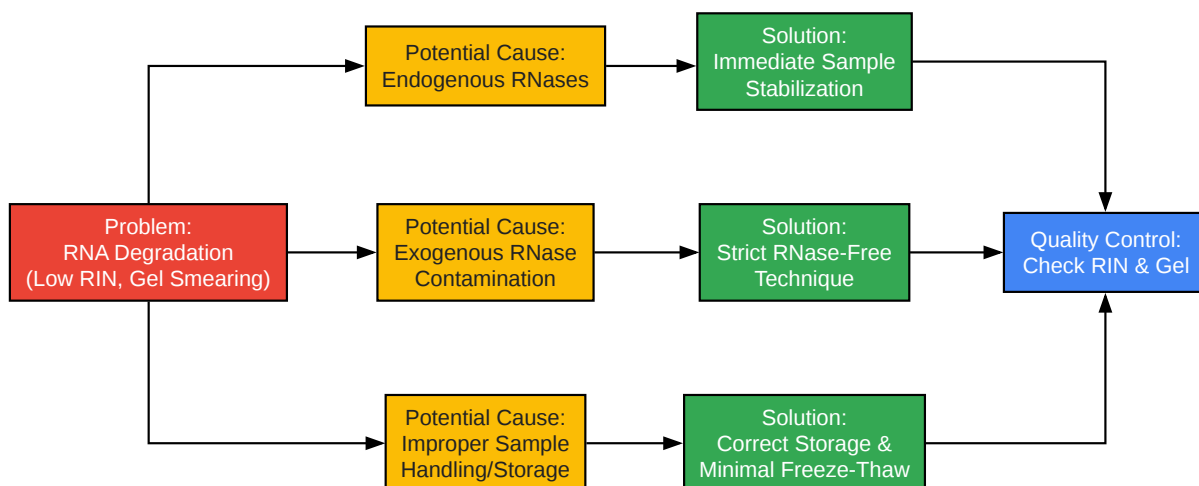 Potential Cause:
Endogenous RNases
Solution:
Immediate Sample
Stabilization
Problem:
RNA Degradation
(Low RIN, Gel Smearing)
Potential Cause:
Exogenous RNase
Contamination
Solution:
Strict RNase-Free
Technique
Quality Control:
Check RIN & Gel
Potential Cause:
Improper Sample
Handling/Storage
Solution:
Correct Storage &
Minimal Freeze-Thaw